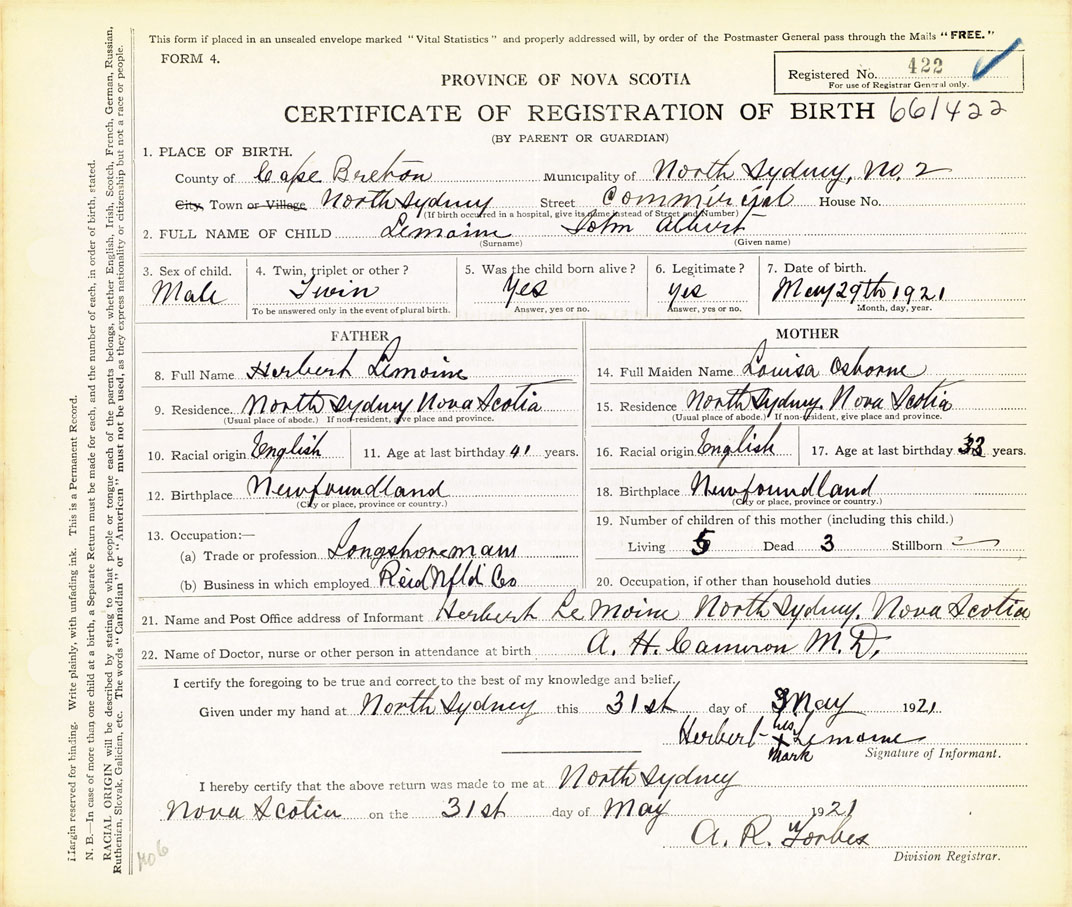 This form if placed in an unsealed envelope marked "Vital Statistics" and properly addressed will, by order of the Postmaster General pass through the Mails "FREE."
FORM 4.
Registered No. 422
For use of Registrar General only.
PROVINCE OF NOVA SCOTIA
CERTIFICATE OF REGISTRATION OF BIRTH 661422
(BY PARENT OR GUARDIAN)
1. PLACE OF BIRTH.
County of Cape Breton Municipality of North Sydney, No. 2
City, Town or Village North Sydney Street Commercial House No.
(If birth occurred in a hospital, give its name instead of Street and Number)
2. FULL NAME OF CHILD Lemoine John Albert
(Surname) (Given name)
3. Sex of child. 4. Twin, triplet or other? 5. Was the child born alive? 6. Legitimate? 7. Date of birth.
Male Twin Yes yes May 29th 1921
To be answered only in the event of plural birth. Answer, yes or no. Answer, yes or no. Month, day, year.
FATHER
8. Full Name Herbert Lemoine
9. Residence. North Sydney Nova Scotia
(Usual place of abode.) If non-resident, give place and province.
10. Racial origin English 11. Age at last birthday 41 years.
12. Birthplace Newfoundland
(City or place, province or country.)
13. Occupation:—
(a) Trade or profession Longshoreman
(b) Business in which employed Reid Nfld Co
MOTHER
14. Full Maiden Name Louisa Osborne
15. Residence North Sydney Nova Scotia
(Usual place of abode.) If non-resident, give place and province.
16. Racial origin English 17. Age at last birthday 33 years.
18. Birthplace Newfoundland
(City or place, province or country.)
19. Number of children of this mother (including this child.)
Living 5 Dead 3 Stillborn
20. Occupation, if other than household duties
21. Name and Post Office address of Informant Herbert Le Moine North Sydney. Nova Scotia
22. Name of Doctor, nurse or other person in attendance at birth A. H. Cameron M.D.
I certify the foregoing to be true and correct to the best of my knowledge and belief.
Given under my hand at North Sydney this 31st day of May 1921
Herbert his X mark Lemoine
Signature of Informant.
I hereby certify that the above return was made to me at North Sydney
Nova Scotia on the 31st day of May 1921
A. R. Forbes
Division Registrar.
Margin reserved for binding. Write plainly, with unfading ink. This is a Permanent Record.
N. B.—In case of more than one child at a birth, a Separate Return must be made for each, and the number of each, in order of birth, stated.
RACIAL ORIGIN will be described by stating to what people or tongue each of the parents belongs, whether English, Irish, Scotch, French, German, Russian,
Ruthenian, Slovak, Galician, etc. The words "Canadian" or "American" must not be used, as they express nationality or citizenship but not a race or people.